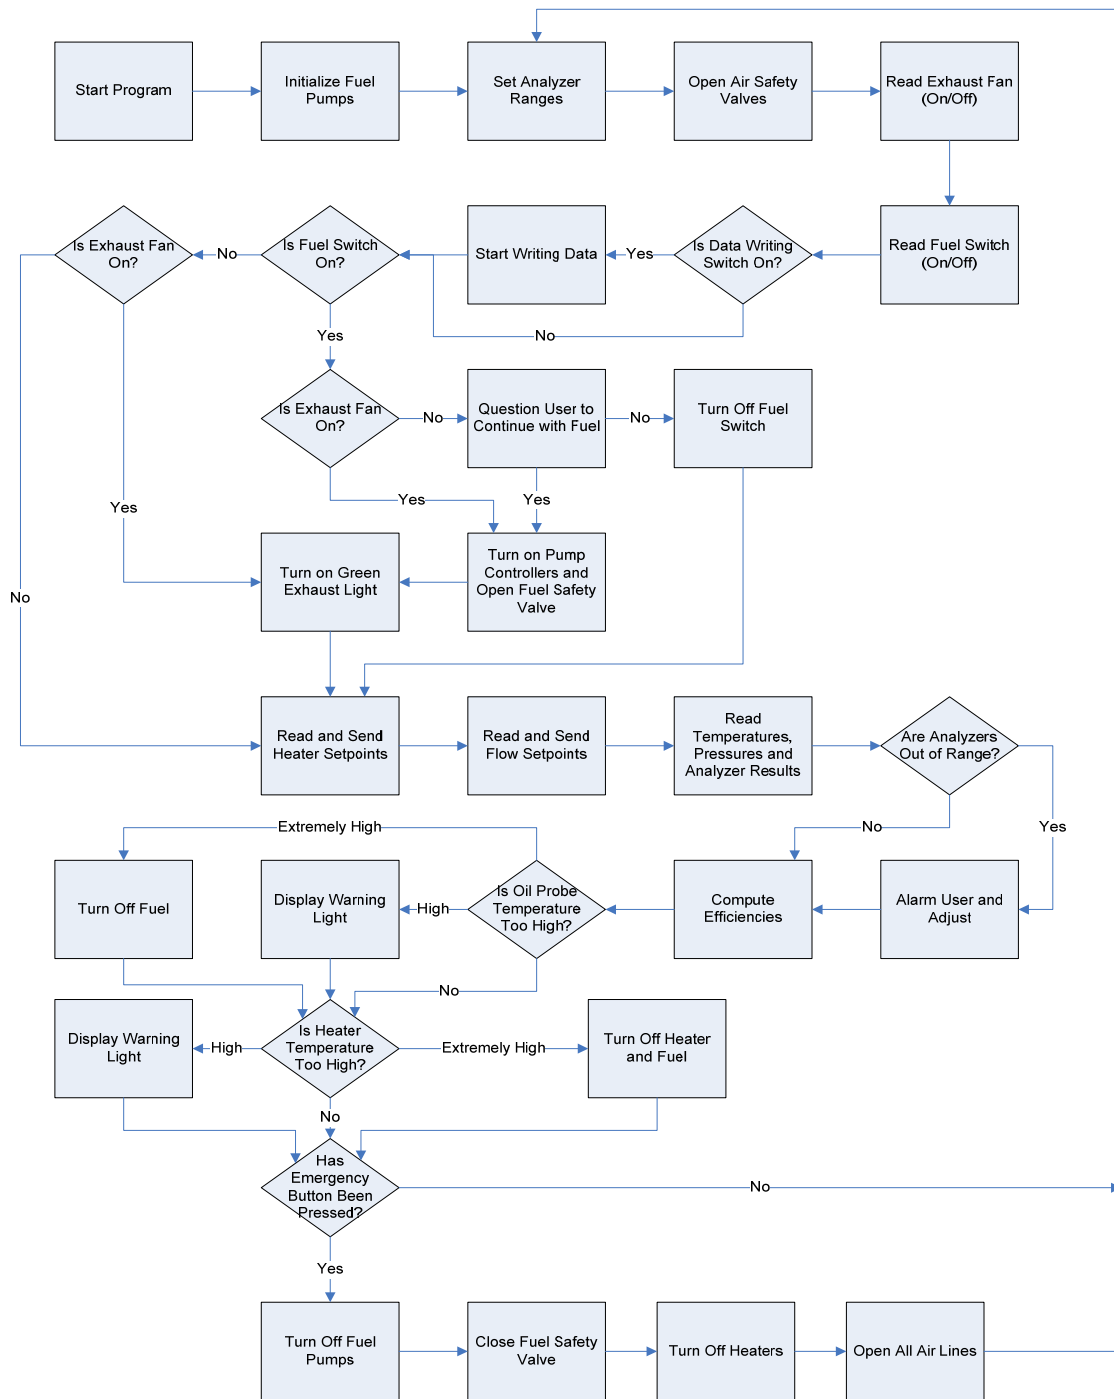 Start Program
Initialize Fuel
Pumps
Set Analyzer
Ranges
Open Air Safety
Valves
Read Exhaust Fan
(On/Off)
Is Exhaust Fan
On?
No
Is Fuel Switch
On?
Start Writing Data
Yes
Is Data Writing
Switch On?
Read Fuel Switch
(On/Off)
No
Yes
Is Exhaust Fan
On?
No
Question User to
Continue with Fuel
No
Turn Off Fuel
Switch
Yes
Yes
Yes
Turn on Green
Exhaust Light
Turn on Pump
Controllers and
Open Fuel Safety
Valve
No
Read and Send
Heater Setpoints
Read and Send
Flow Setpoints
Read
Temperatures,
Pressures and
Analyzer Results
Are Analyzers
Out of Range?
Extremely High
No
Yes
Turn Off Fuel
Display Warning
Light
High
Is Oil Probe
Temperature
Too High?
Compute
Efficiencies
Alarm User and
Adjust
No
Display Warning
Light
High
Is Heater
Temperature
Too High?
Extremely High
Turn Off Heater
and Fuel
No
Has
Emergency
Button Been
Pressed?
No
Yes
Turn Off Fuel
Pumps
Close Fuel Safety
Valve
Turn Off Heaters
Open All Air Lines